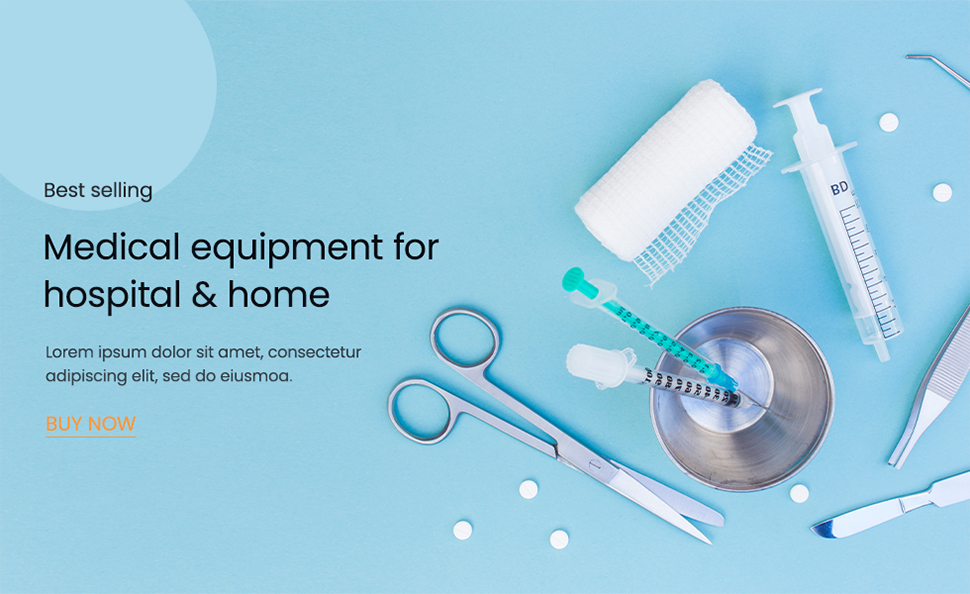 Best selling
Medical equipment for
hospital & home
Lorem ipsum dolor sit amet, consectetur
adipiscing elit, sed do eiusmoa.
BUY NOW
BD